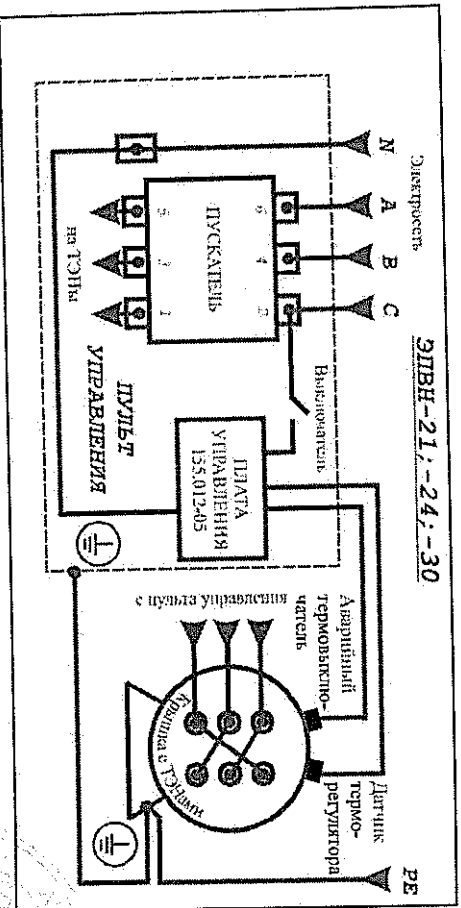 ЭПВН-21;-24;-30
Электросеть
N
A
B
C
PE
6
4
2
ПУСКАТЕЛЬ
5
3
1
на ТЭНы
ПУЛЬТ
УПРАВЛЕНИЯ
Выключатель
ПЛАТА
УПРАВЛЕНИЯ
155.012-05
Аварийный
термовыклю-
чатель
Датчик
термо-
регулятора
с пульта управления
Крышка с ТЭНами